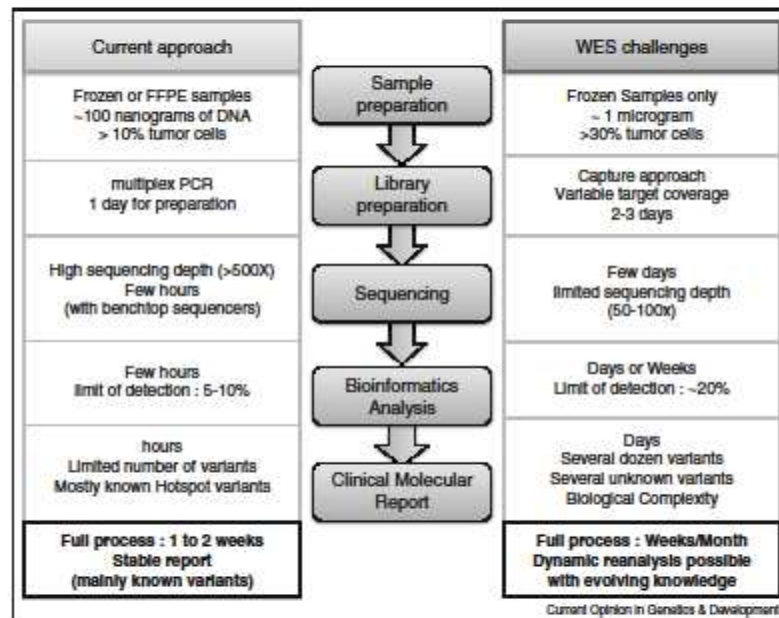 Current approach
Frozen or FFPE samples
~100 nanograms of DNA
> 10% tumor cells
multiplex PCR
1 day for preparation
High sequencing depth (>500X)
Few hours
(with benchtop sequencers)
Few hours
limit of detection : 5-10%
hours
Limited number of variants
Mostly known Hotspot variants
Full process : 1 to 2 weeks
Stable report
(mainly known variants)
Sample
preparation
Library
preparation
Sequencing
Bioinformatics
Analysis
Clinical Molecular
Report
WES challenges
Frozen Samples only
~ 1 microgram
>30% tumor cells
Capture approach
Variable target coverage
2-3 days
Few days
limited sequencing depth
(50-100x)
Days or Weeks
Limit of detection : ~20%
Days
Several dozen variants
Several unknown variants
Biological Complexity
Full process : Weeks/Month
Dynamic reanalysis possible
with evolving knowledge
Current Opinion in Genetics & Development